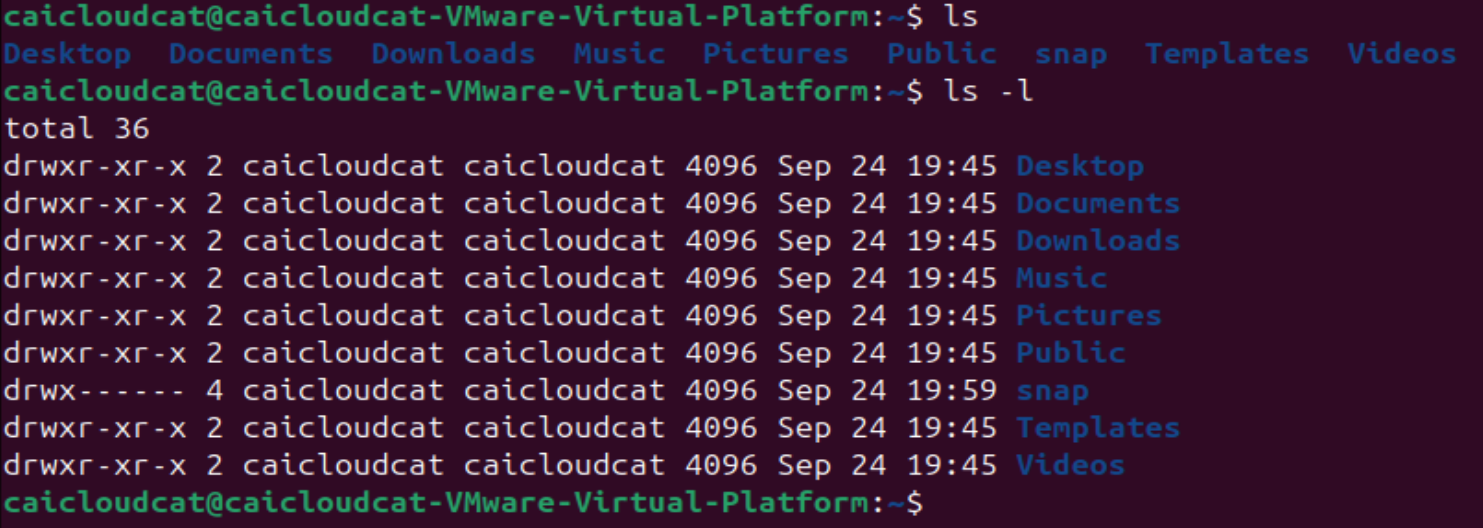 caicloudcat@caicloudcat-VMware-Virtual-Platform:~$ ls
Desktop  Documents  Downloads  Music  Pictures  Public  snap  Templates  Videos
caicloudcat@caicloudcat-VMware-Virtual-Platform:~$ ls -l
total 36
drwxr-xr-x 2 caicloudcat caicloudcat 4096 Sep 24 19:45 Desktop
drwxr-xr-x 2 caicloudcat caicloudcat 4096 Sep 24 19:45 Documents
drwxr-xr-x 2 caicloudcat caicloudcat 4096 Sep 24 19:45 Downloads
drwxr-xr-x 2 caicloudcat caicloudcat 4096 Sep 24 19:45 Music
drwxr-xr-x 2 caicloudcat caicloudcat 4096 Sep 24 19:45 Pictures
drwxr-xr-x 2 caicloudcat caicloudcat 4096 Sep 24 19:45 Public
drwx------ 4 caicloudcat caicloudcat 4096 Sep 24 19:59 snap
drwxr-xr-x 2 caicloudcat caicloudcat 4096 Sep 24 19:45 Templates
drwxr-xr-x 2 caicloudcat caicloudcat 4096 Sep 24 19:45 Videos
caicloudcat@caicloudcat-VMware-Virtual-Platform:~$